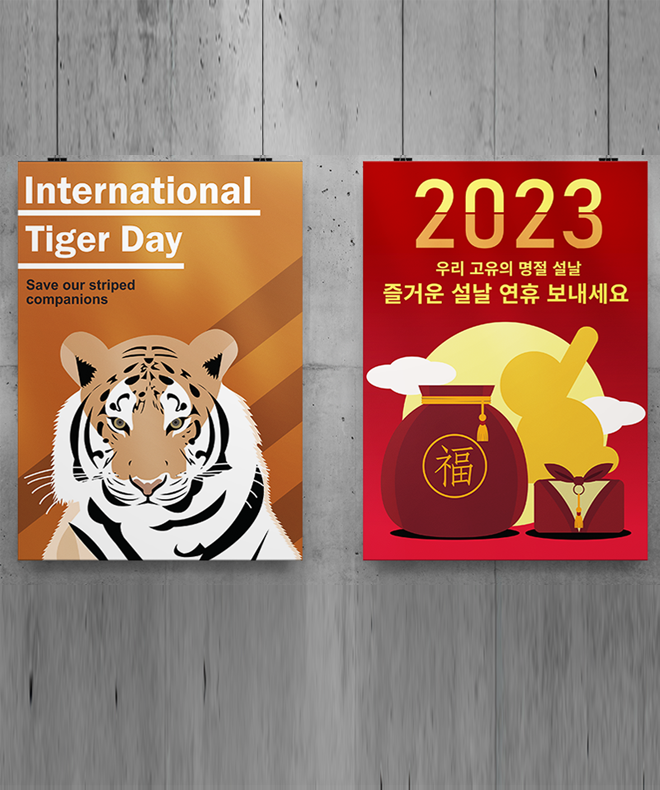 International
Tiger Day
Save our striped
companions
2023
우리 고유의 명절 설날
즐거운 설날 연휴 보내세요
福